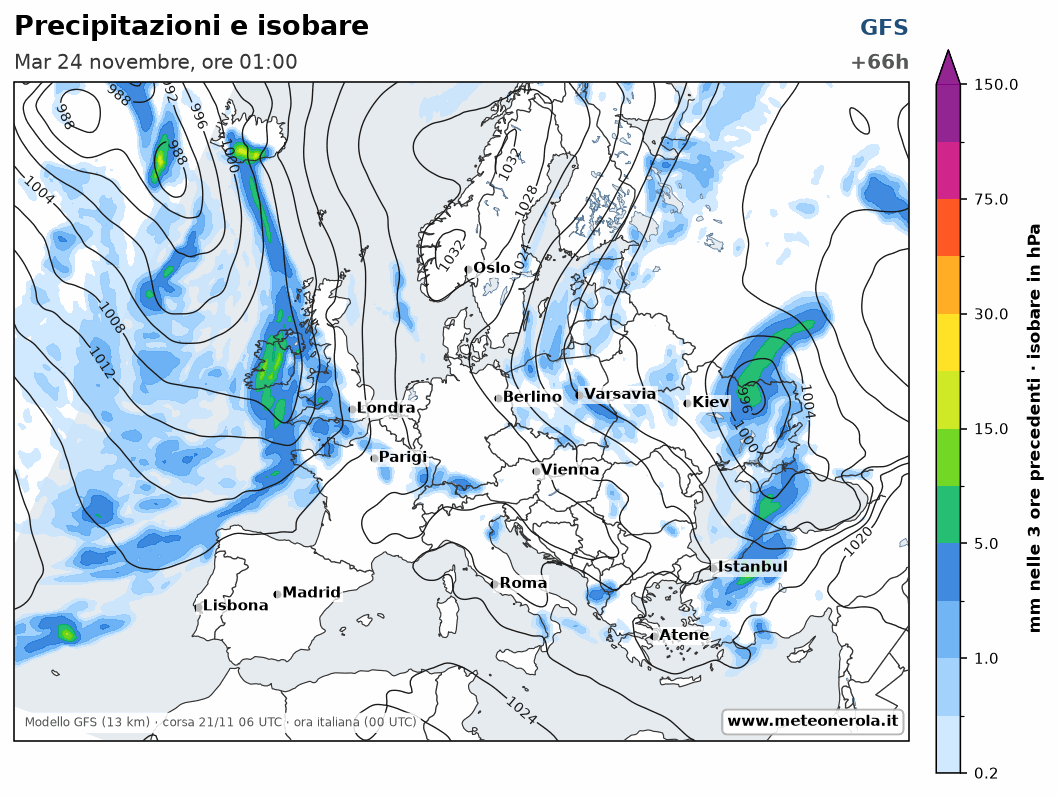 Precipitazioni e isobare
GFS
Mar 24 novembre, ore 01:00
+66h
988
988
992
996
1000
988
1004
1008
1012
1032
1028
1032
1024
Oslo
Berlino
Varsavia
Kiev
996
1000
1004
Londra
Parigi
Vienna
1020
Istanbul
Roma
Madrid
Lisbona
Atene
1024
Modello GFS (13 km) · corsa 21/11 06 UTC · ora italiana (00 UTC)
www.meteonerola.it
150.0
75.0
30.0
15.0
5.0
1.0
0.2
mm nelle 3 ore precedenti · isobare in hPa